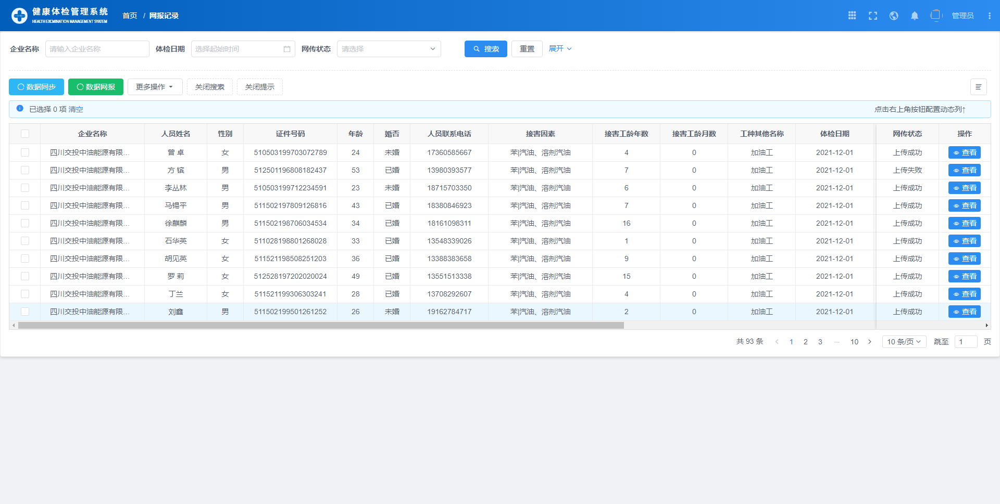 健康体检管理系统
HEALTH EXCMINATION MANAGEMENT SYATEM
首页 / 网报记录
管理员
企业名称 请输入企业名称 体检日期 选择起始时间 网传状态 请选择 搜索 重置 展开
数据同步 数据网报 更多操作 关闭搜索 关闭提示
已选择 0 项 清空 点击右上角按钮配置动态列↑
企业名称 人员姓名 性别 证件号码 年龄 婚否 人员联系电话 接害因素 接害工龄年数 接害工龄月数 工种其他名称 体检日期 网传状态 操作
四川交投中油能源有限... 曾 卓 女 510503199703072789 24 未婚 17360585667 苯|汽油、溶剂汽油 4 0 加油工 2021-12-01 上传成功 查看
四川交投中油能源有限... 方 镔 男 512501196808182437 53 已婚 13980393577 苯|汽油、溶剂汽油 7 0 加油工 2021-12-01 上传失败 查看
四川交投中油能源有限... 李丛林 男 510503199712234591 23 未婚 18715703350 苯|汽油、溶剂汽油 6 0 加油工 2021-12-01 上传成功 查看
四川交投中油能源有限... 马锡平 男 511502197809126816 43 已婚 18380846923 苯|汽油、溶剂汽油 7 0 加油工 2021-12-01 上传成功 查看
四川交投中油能源有限... 徐麒麟 男 511502198706034534 34 已婚 18161098311 苯|汽油、溶剂汽油 16 0 加油工 2021-12-01 上传成功 查看
四川交投中油能源有限... 石华英 女 511028198801268028 33 已婚 13548339026 苯|汽油、溶剂汽油 1 0 加油工 2021-12-01 上传成功 查看
四川交投中油能源有限... 胡见英 女 511521198508251203 36 已婚 13388383658 苯|汽油、溶剂汽油 9 0 加油工 2021-12-01 上传成功 查看
四川交投中油能源有限... 罗 莉 女 512528197202020024 49 已婚 13551513338 苯|汽油、溶剂汽油 15 0 加油工 2021-12-01 上传成功 查看
四川交投中油能源有限... 丁兰 女 511521199306303241 28 已婚 13708292607 苯|汽油、溶剂汽油 4 0 加油工 2021-12-01 上传成功 查看
四川交投中油能源有限... 刘鑫 男 511502199501261252 26 未婚 19162784717 苯|汽油、溶剂汽油 2 0 加油工 2021-12-01 上传成功 查看
共 93 条 1 2 3 ··· 10 10 条/页 跳至 1 页